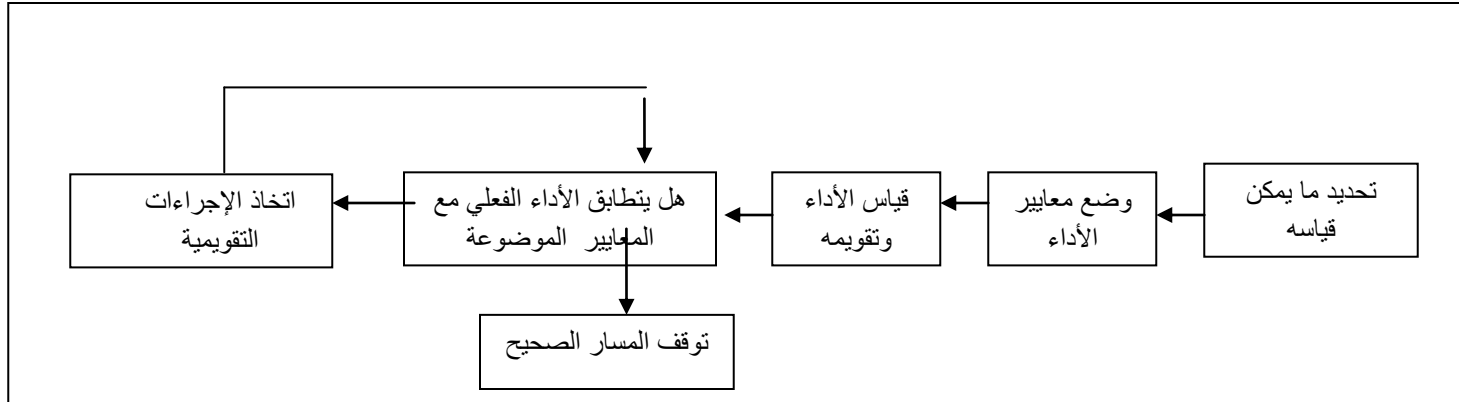 تحديد ما يمكن
قياسه
وضع معايير
الأداء
قياس الأداء
وتقويمه
هل يتطابق الأداء الفعلي مع
المعايير الموضوعة
اتخاذ الإجراءات
التقويمية
توقف المسار الصحيح